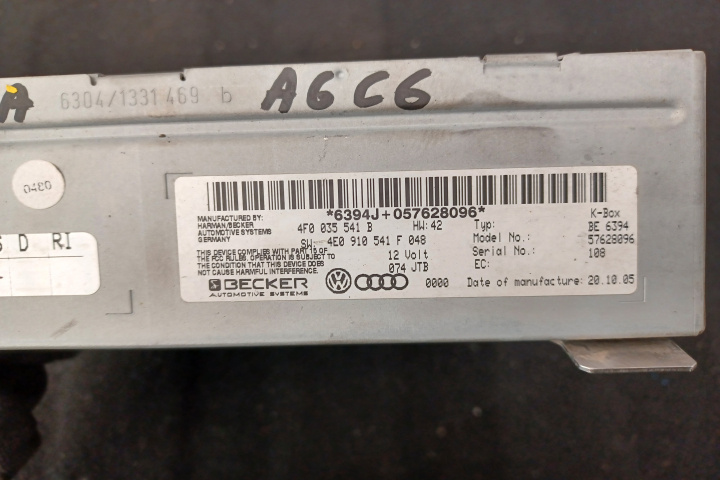 A
6304/1331 469 b
A6C6
0480
S D RI
*6394J+057628096*
MANUFACTURED BY:
HARMAN/BECKER
AUTOMOTIVE SYSTEMS
GERMANY
THIS DEVICE COMPLIES WITH PART 15 OF
THE FCC RULES. OPERATION IS SUBJECT TO
THE CONDITION THAT THIS DEVICE DOES
NOT CAUSE HARMFUL INTERFERENCE.
4F0 035 541 B HW:42
SW: 4E0 910 541 F 048
12 Volt
074 JTB
Typ: K-Box BE 6394
Model No.: 57628096
Serial No.: 108
EC:
BECKER
AUTOMOTIVE SYSTEMS
VW
0000
Date of manufacture: 20.10.05